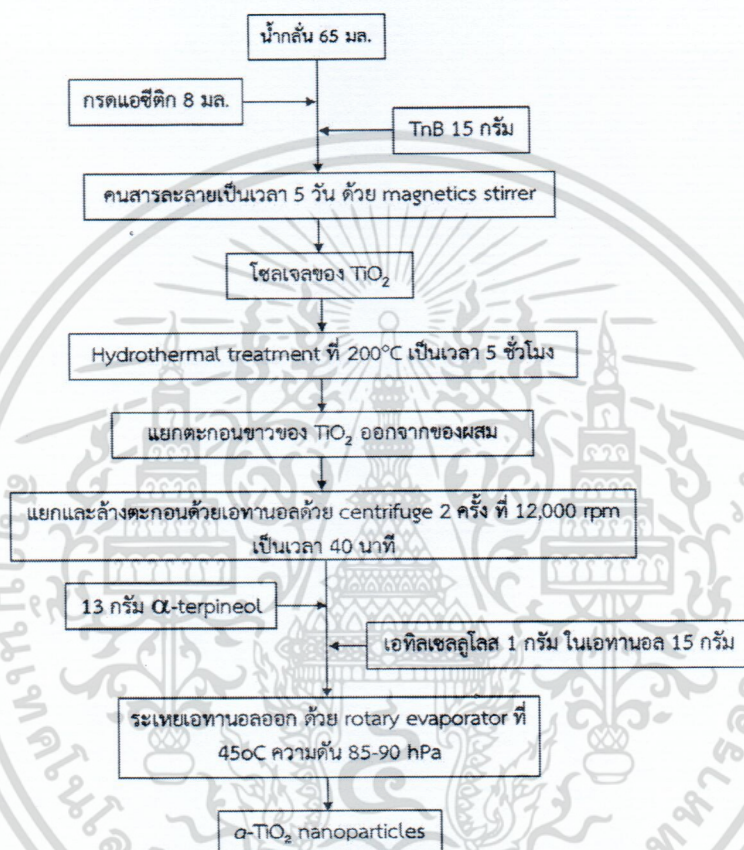 น้ำกลั่น 65 มล.
กรดแอซีติก 8 มล.
TnB 15 กรัม
คนสารละลายเป็นเวลา 5 วัน ด้วย magnetics stirrer
โซลเจลของ TiO₂
Hydrothermal treatment ที่ 200°C เป็นเวลา 5 ชั่วโมง
แยกตะกอนขาวของ TiO₂ ออกจากของผสม
แยกและล้างตะกอนด้วยเอทานอลด้วย centrifuge 2 ครั้ง ที่ 12,000 rpm
เป็นเวลา 40 นาที
13 กรัม α-terpineol
เอทิลเซลลูโลส 1 กรัม ในเอทานอล 15 กรัม
ระเหยเอทานอลออก ด้วย rotary evaporator ที่
45oC ความดัน 85-90 hPa
a-TiO₂ nanoparticles